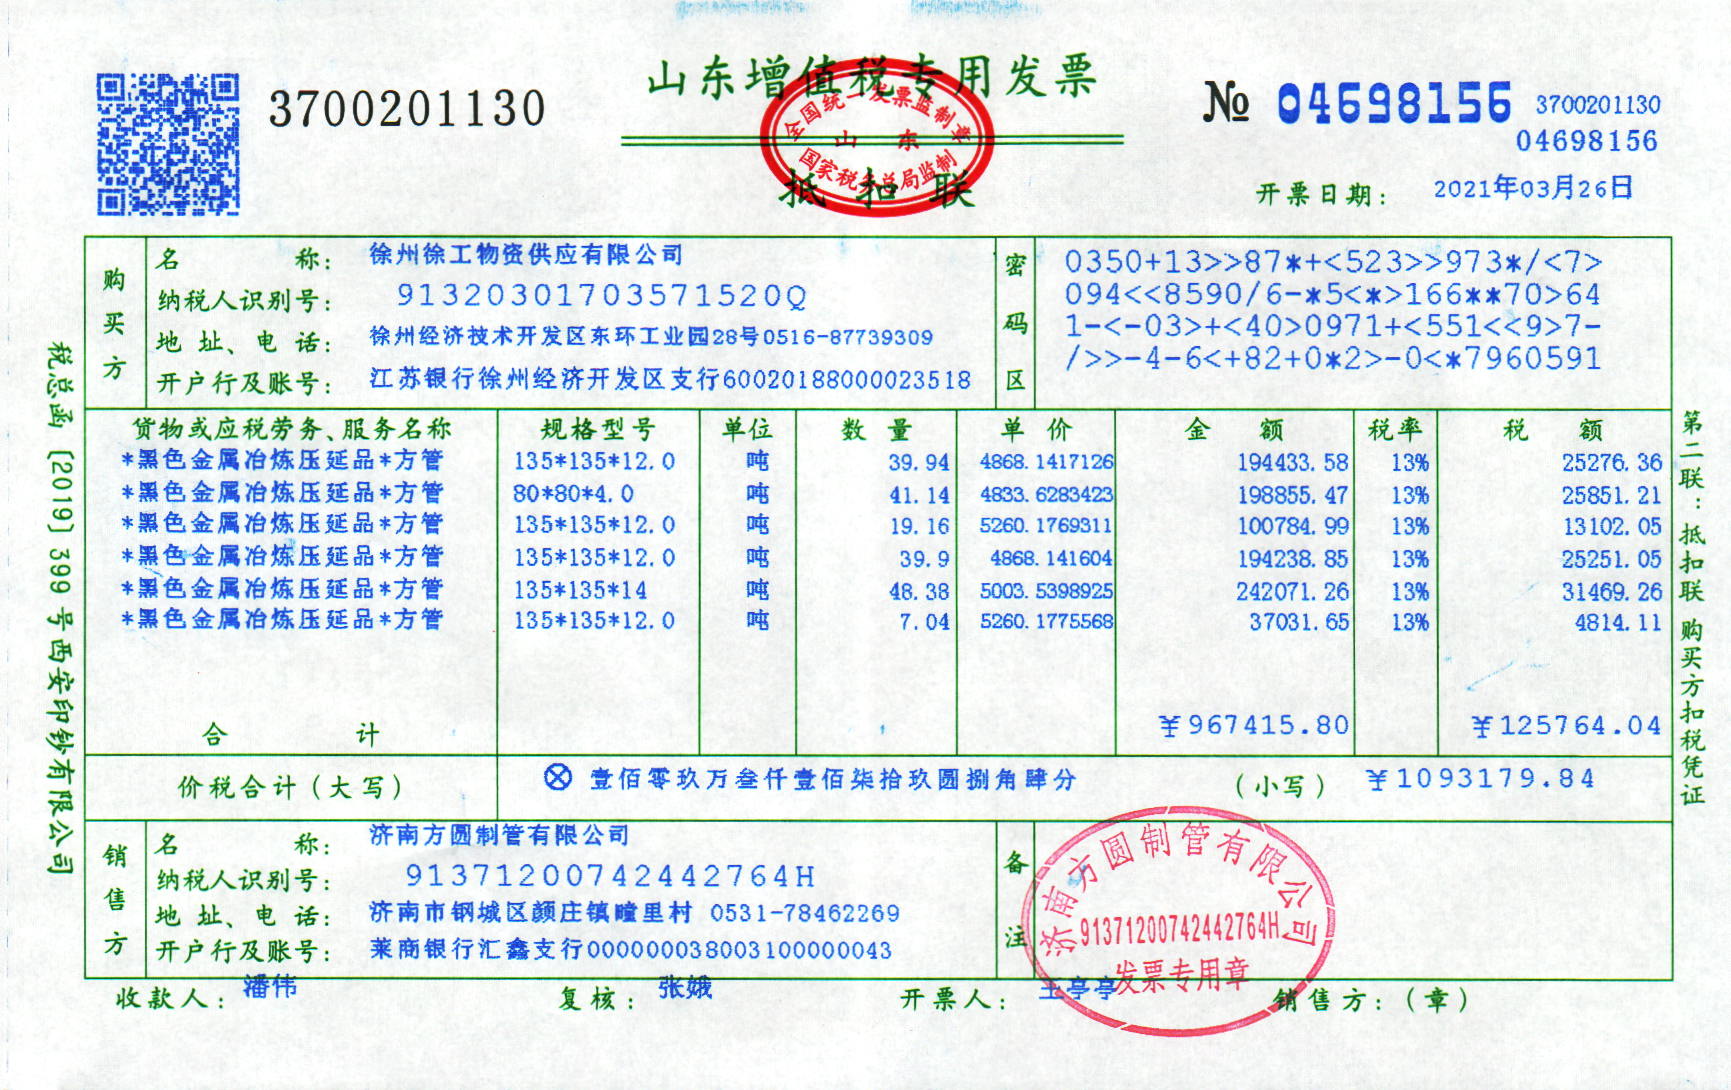 山东增值税专用发票
3700201130
№ 04698156 3700201130
04698156
抵扣联
全国统一发票监制章
山东
国家税务总局监制
开票日期: 2021年03月26日
购买方
名称: 徐州徐工物资供应有限公司
纳税人识别号: 91320301703571520Q
地址、电话: 徐州经济技术开发区东环工业园28号0516-87739309
开户行及账号: 江苏银行徐州经济开发区支行60020188000023518
密码区
0350+13>>87*+<523>>973*/<7>
094<<8590/6-*5<*>166**70>64
1-<-03>+<40>0971+<551<<9>7-
/>>-4-6<+82+0*2>-0<*7960591
货物或应税劳务、服务名称 规格型号 单位 数量 单价 金额 税率 税额
*黑色金属冶炼压延品*方管 135*135*12.0 吨 39.94 4868.1417126 194433.58 13% 25276.36
*黑色金属冶炼压延品*方管 80*80*4.0 吨 41.14 4833.6283423 198855.47 13% 25851.21
*黑色金属冶炼压延品*方管 135*135*12.0 吨 19.16 5260.1769311 100784.99 13% 13102.05
*黑色金属冶炼压延品*方管 135*135*12.0 吨 39.9 4868.141604 194238.85 13% 25251.05
*黑色金属冶炼压延品*方管 135*135*14 吨 48.38 5003.5398925 242071.26 13% 31469.26
*黑色金属冶炼压延品*方管 135*135*12.0 吨 7.04 5260.1775568 37031.65 13% 4814.11
合计 ¥967415.80 ¥125764.04
价税合计(大写) ⊗ 壹佰零玖万叁仟壹佰柒拾玖圆捌角肆分 (小写) ¥1093179.84
销售方
名称: 济南方圆制管有限公司
纳税人识别号: 91371200742442764H
地址、电话: 济南市钢城区颜庄镇疃里村 0531-78462269
开户行及账号: 莱商银行汇鑫支行000000038003100000043
备注
济南方圆制管有限公司
91371200742442764H
发票专用章
收款人: 潘伟 复核: 张娥 开票人: 王亭亭 销售方:(章)
税总函〔2019〕399号西安印钞有限公司
第二联:抵扣联 购买方扣税凭证